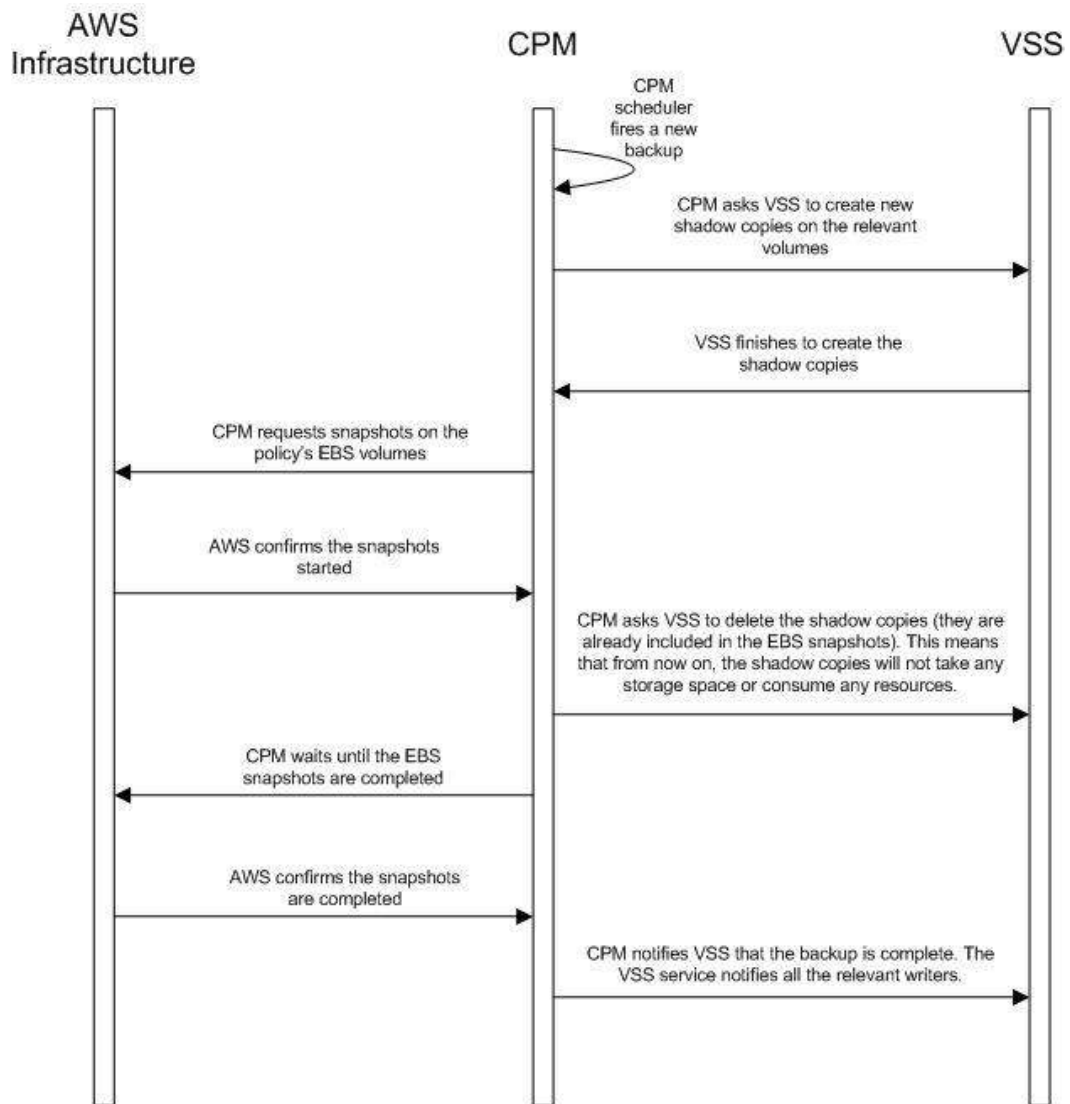 AWS
Infrastructure
CPM
VSS
CPM
scheduler
fires a new
backup
CPM asks VSS to create new
shadow copies on the relevant
volumes
VSS finishes to create the
shadow copies
CPM requests snapshots on the
policy's EBS volumes
AWS confirms the snapshots
started
CPM asks VSS to delete the shadow copies (they are
already included in the EBS snapshots). This means
that from now on, the shadow copies will not take any
storage space or consume any resources.
CPM waits until the EBS
snapshots are completed
AWS confirms the snapshots
are completed
CPM notifies VSS that the backup is complete. The
VSS service notifies all the relevant writers.